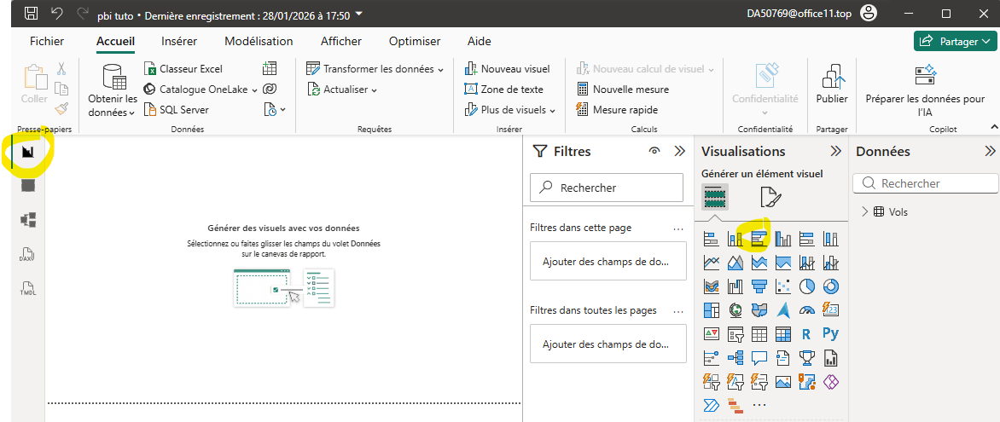 pbi tuto • Dernière enregistrement : 28/01/2026 à 17:50
DA50769@office11.top
Fichier
Accueil
Insérer
Modélisation
Afficher
Optimiser
Aide
Partager
Coller
Presse-papiers
Obtenir les
données
Classeur Excel
Catalogue OneLake
SQL Server
Données
Transformer les données
Actualiser
Requêtes
Nouveau visuel
Zone de texte
Plus de visuels
Insérer
Nouveau calcul de visuel
Nouvelle mesure
Mesure rapide
Calculs
Confidentialité
Confidentialité
Publier
Partager
Préparer les données pour
l'IA
Copilot
DAX
TMDL
Générer des visuels avec vos données
Sélectionnez ou faites glisser les champs du volet Données
sur le canevas de rapport.
Filtres
Rechercher
Filtres dans cette page
...
Ajouter des champs de do...
Filtres dans toutes les pages
...
Ajouter des champs de do...
Visualisations
Générer un élément visuel
123
R
Py
...
Données
Rechercher
Vols